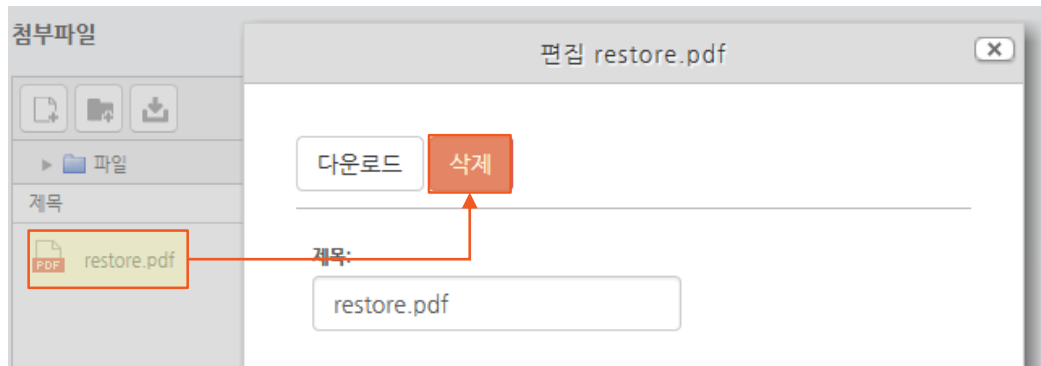 첨부파일
편집 restore.pdf
파일
다운로드
삭제
제목
PDF
restore.pdf
제목:
restore.pdf